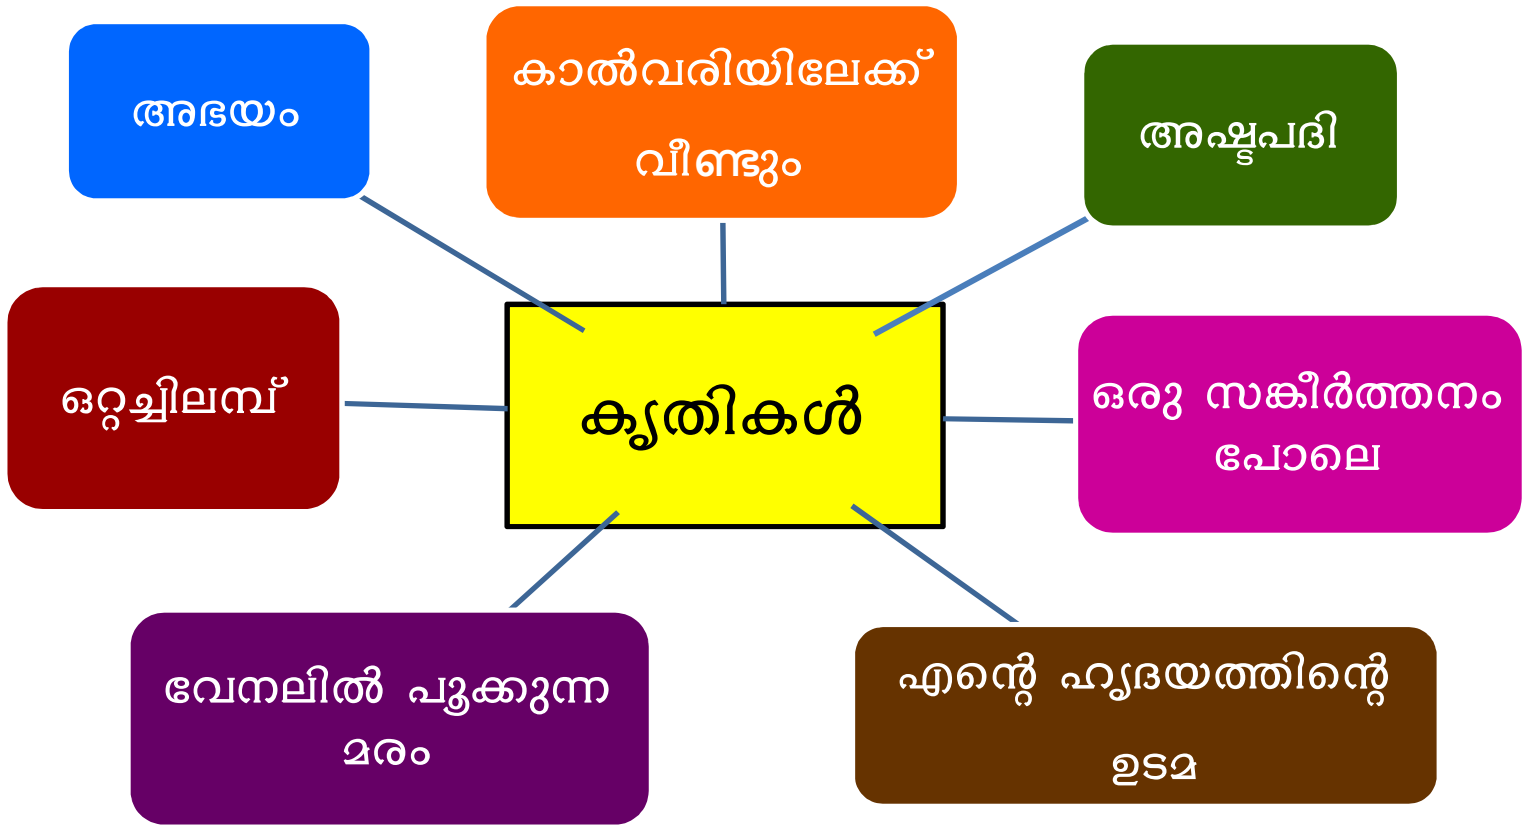 അഭയം
കാൽവരിയിലേക്ക്
വീണ്ടും
അഷ്ടപദി
ഒറ്റച്ചിലമ്പ്
കൃതികൾ
ഒരു സങ്കീർത്തനം
പോലെ
വേനലിൽ പൂക്കുന്ന
മരം
എന്റെ ഹൃദയത്തിന്റെ
ഉടമ